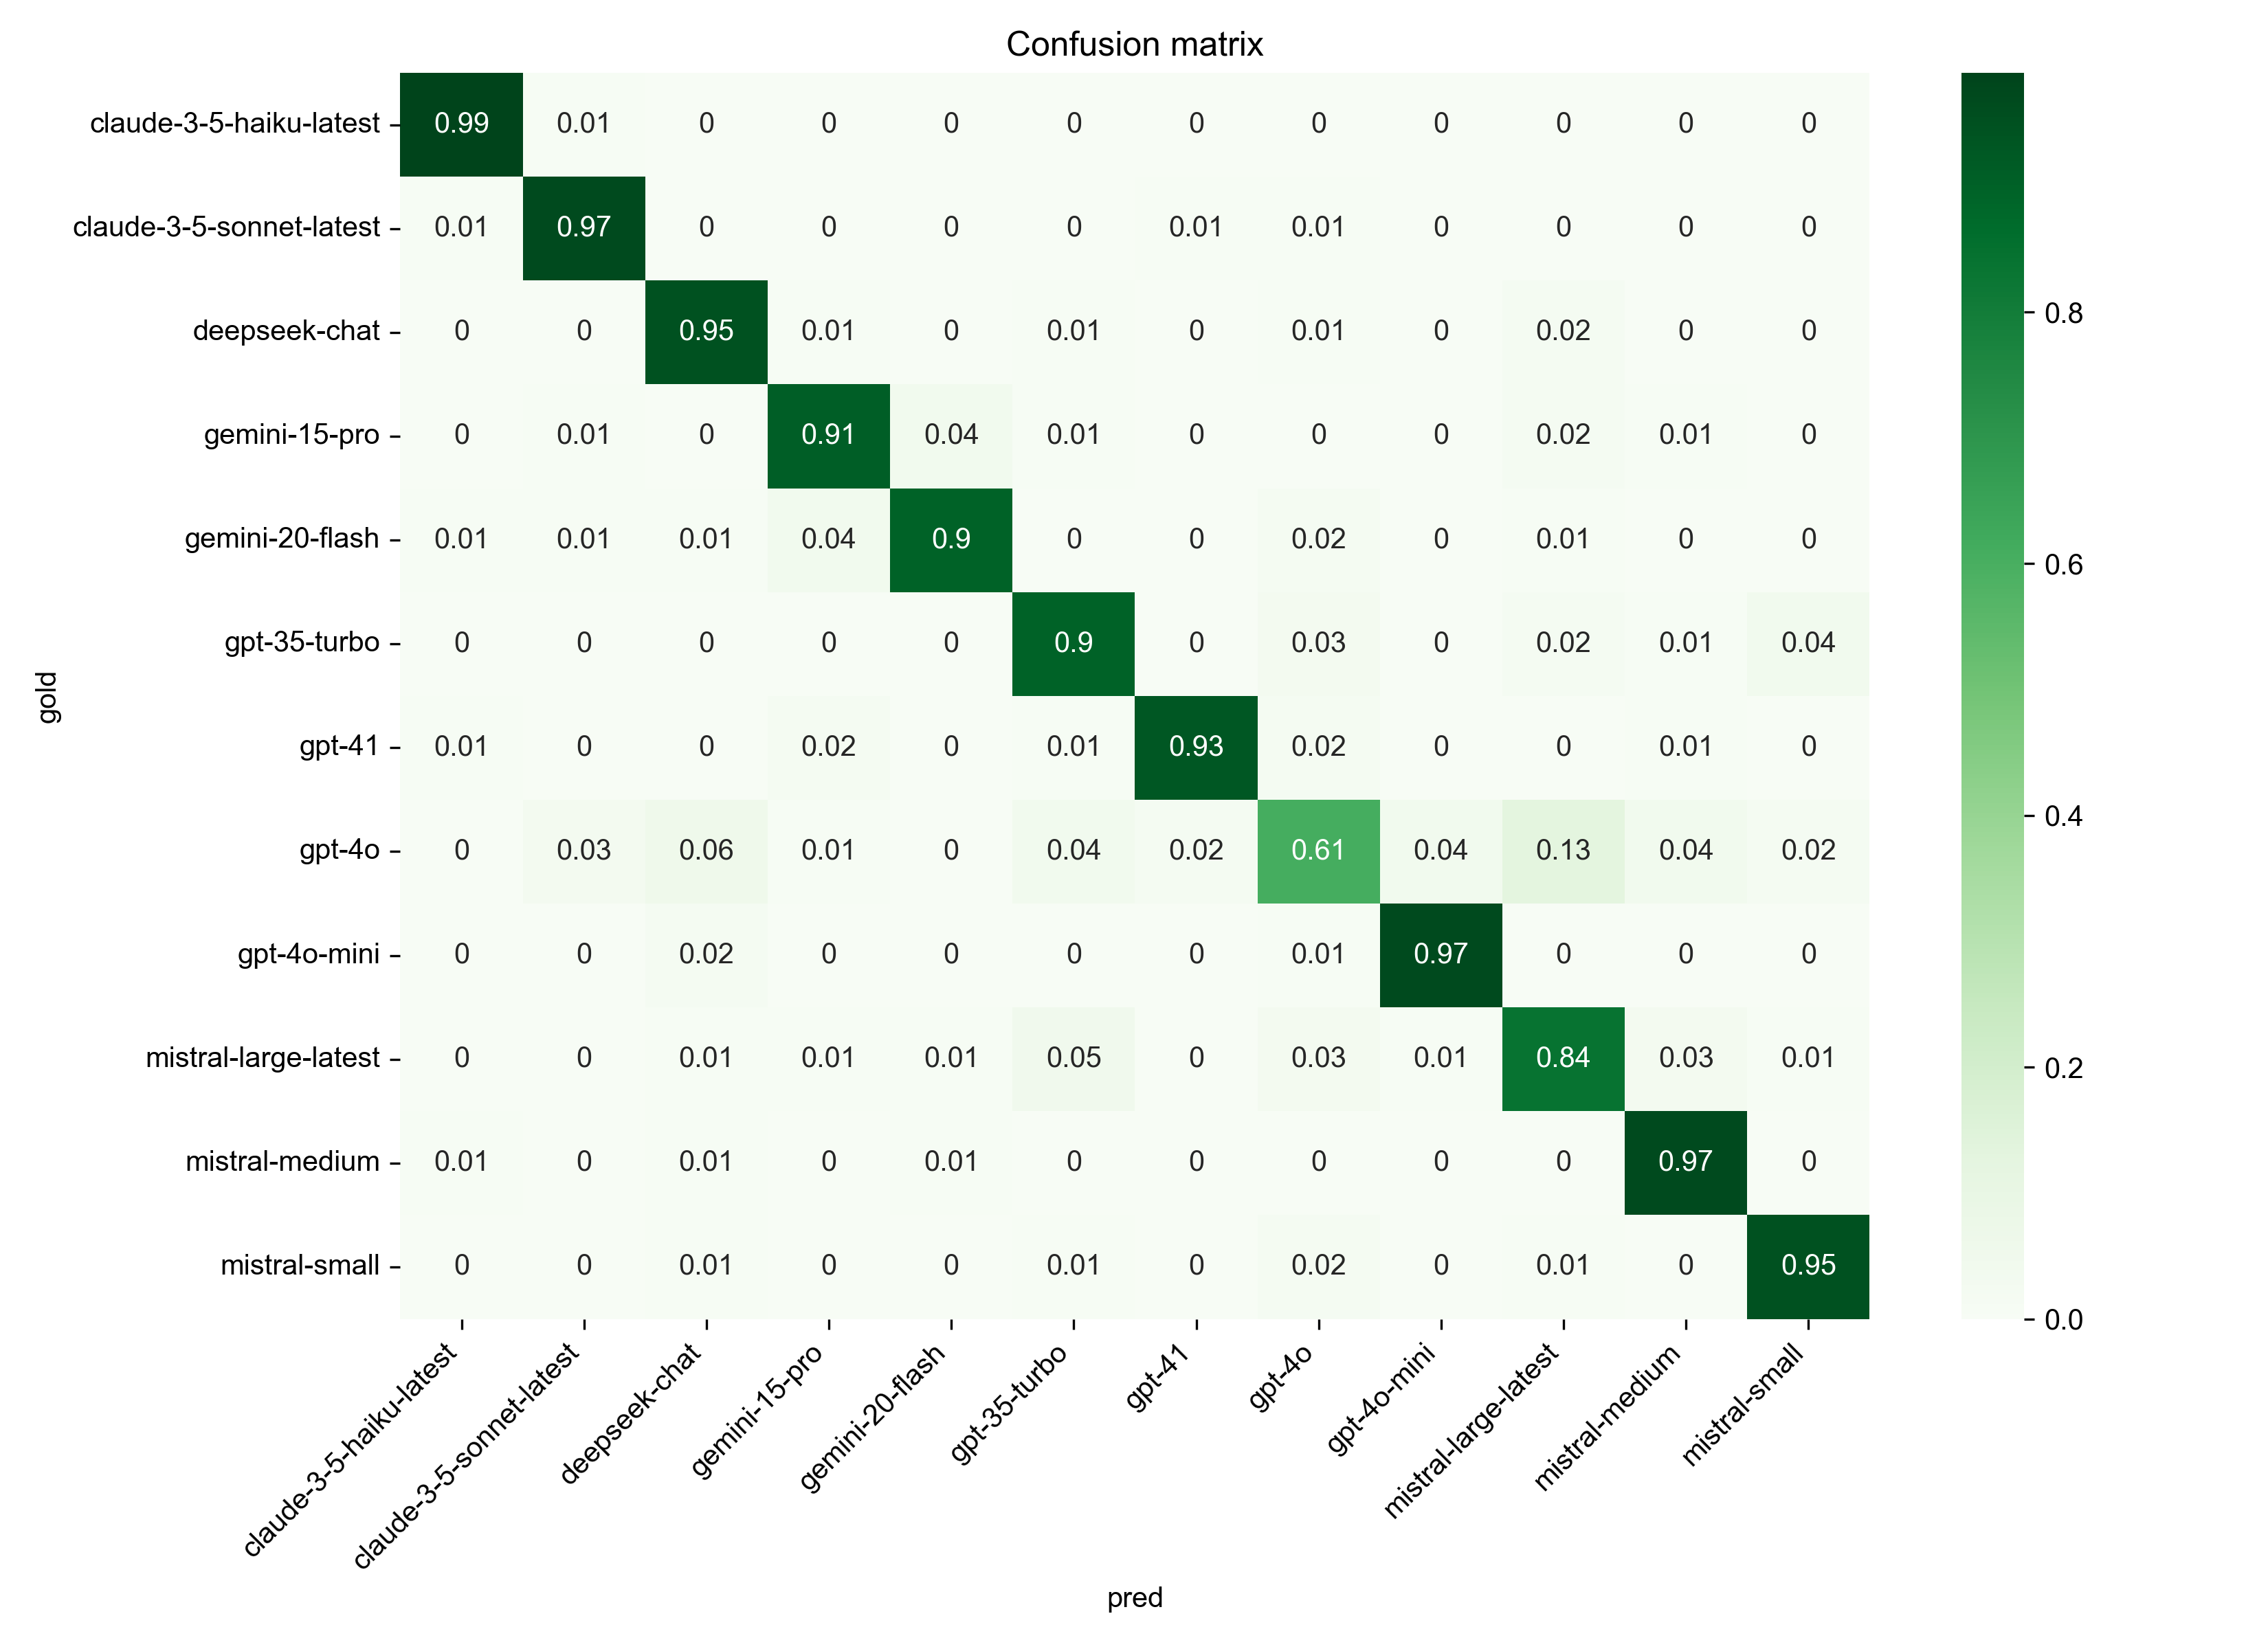 Confusion matrix
claude-3-5-haiku-latest 0.99 0.01 0 0 0 0 0 0 0 0 0 0
claude-3-5-sonnet-latest 0.01 0.97 0 0 0 0 0.01 0.01 0 0 0 0
deepseek-chat 0 0 0.95 0.01 0 0.01 0 0.01 0 0.02 0 0
gemini-15-pro 0 0.01 0 0.91 0.04 0.01 0 0 0 0.02 0.01 0
gemini-20-flash 0.01 0.01 0.01 0.04 0.9 0 0 0.02 0 0.01 0 0
gpt-35-turbo 0 0 0 0 0 0.9 0 0.03 0 0.02 0.01 0.04
gpt-41 0.01 0 0 0.02 0 0.01 0.93 0.02 0 0 0.01 0
gpt-4o 0 0.03 0.06 0.01 0 0.04 0.02 0.61 0.04 0.13 0.04 0.02
gpt-4o-mini 0 0 0.02 0 0 0 0 0.01 0.97 0 0 0
mistral-large-latest 0 0 0.01 0.01 0.01 0.05 0 0.03 0.01 0.84 0.03 0.01
mistral-medium 0.01 0 0.01 0 0.01 0 0 0 0 0 0.97 0
mistral-small 0 0 0.01 0 0 0.01 0 0.02 0 0.01 0 0.95
gold
claude-3-5-haiku-latest
claude-3-5-sonnet-latest
deepseek-chat
gemini-15-pro
gemini-20-flash
gpt-35-turbo
gpt-41
gpt-4o
gpt-4o-mini
mistral-large-latest
mistral-medium
mistral-small
pred
0.8
0.6
0.4
0.2
0.0